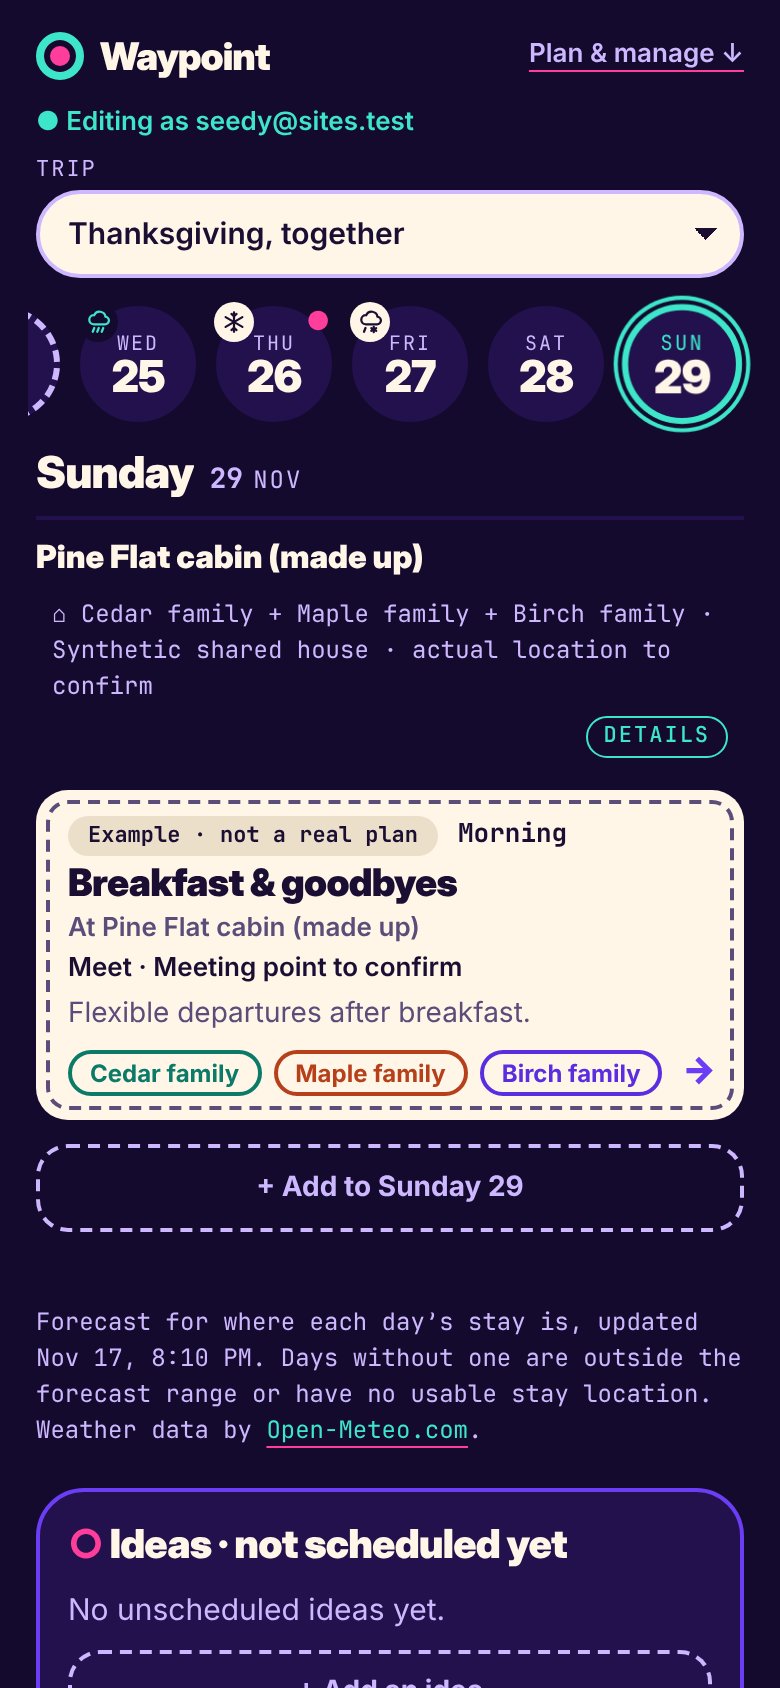 Waypoint
Plan & manage ↓
Editing as seedy@sites.test
TRIP
Thanksgiving, together
WED 25
THU 26
FRI 27
SAT 28
SUN 29
Sunday 29 NOV
Pine Flat cabin (made up)
⌂ Cedar family + Maple family + Birch family ·
Synthetic shared house · actual location to
confirm
DETAILS
Example · not a real plan Morning
Breakfast & goodbyes
At Pine Flat cabin (made up)
Meet · Meeting point to confirm
Flexible departures after breakfast.
Cedar family Maple family Birch family →
+ Add to Sunday 29
Forecast for where each day’s stay is, updated
Nov 17, 8:10 PM. Days without one are outside the
forecast range or have no usable stay location.
Weather data by Open-Meteo.com.
Ideas · not scheduled yet
No unscheduled ideas yet.
+ Add an idea